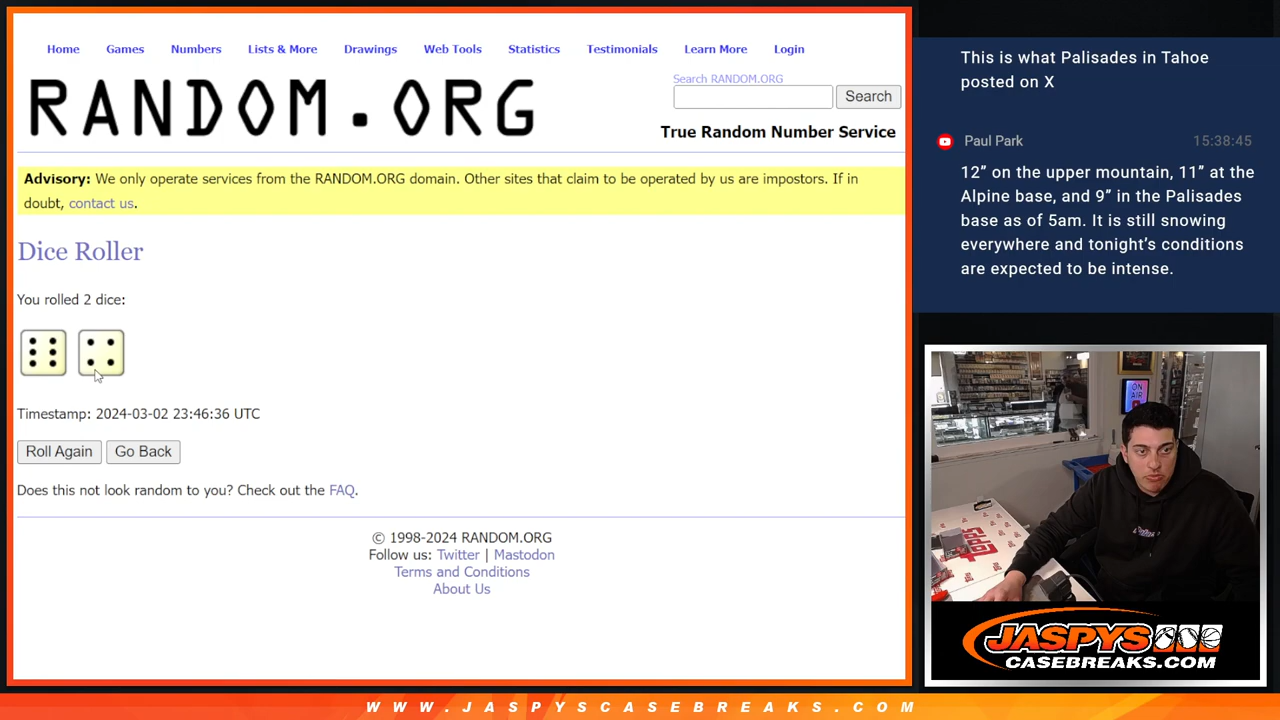 Home Games Numbers Lists & More Drawings Web Tools Statistics Testimonials Learn More Login
RANDOM.ORG
Search RANDOM.ORG
Search
True Random Number Service
Advisory: We only operate services from the RANDOM.ORG domain. Other sites that claim to be operated by us are impostors. If in
doubt, contact us.
Dice Roller
You rolled 2 dice:
Timestamp: 2024-03-02 23:46:36 UTC
Roll Again Go Back
Does this not look random to you? Check out the FAQ.
© 1998-2024 RANDOM.ORG
Follow us: Twitter | Mastodon
Terms and Conditions
About Us
This is what Palisades in Tahoe
posted on X
Paul Park 15:38:45
12” on the upper mountain, 11” at the
Alpine base, and 9” in the Palisades
base as of 5am. It is still snowing
everywhere and tonight’s conditions
are expected to be intense.
ON
AIR
topps
JASPYS
CASEBREAKS.COM
WWW.JASPYSCASEBREAKS.COM